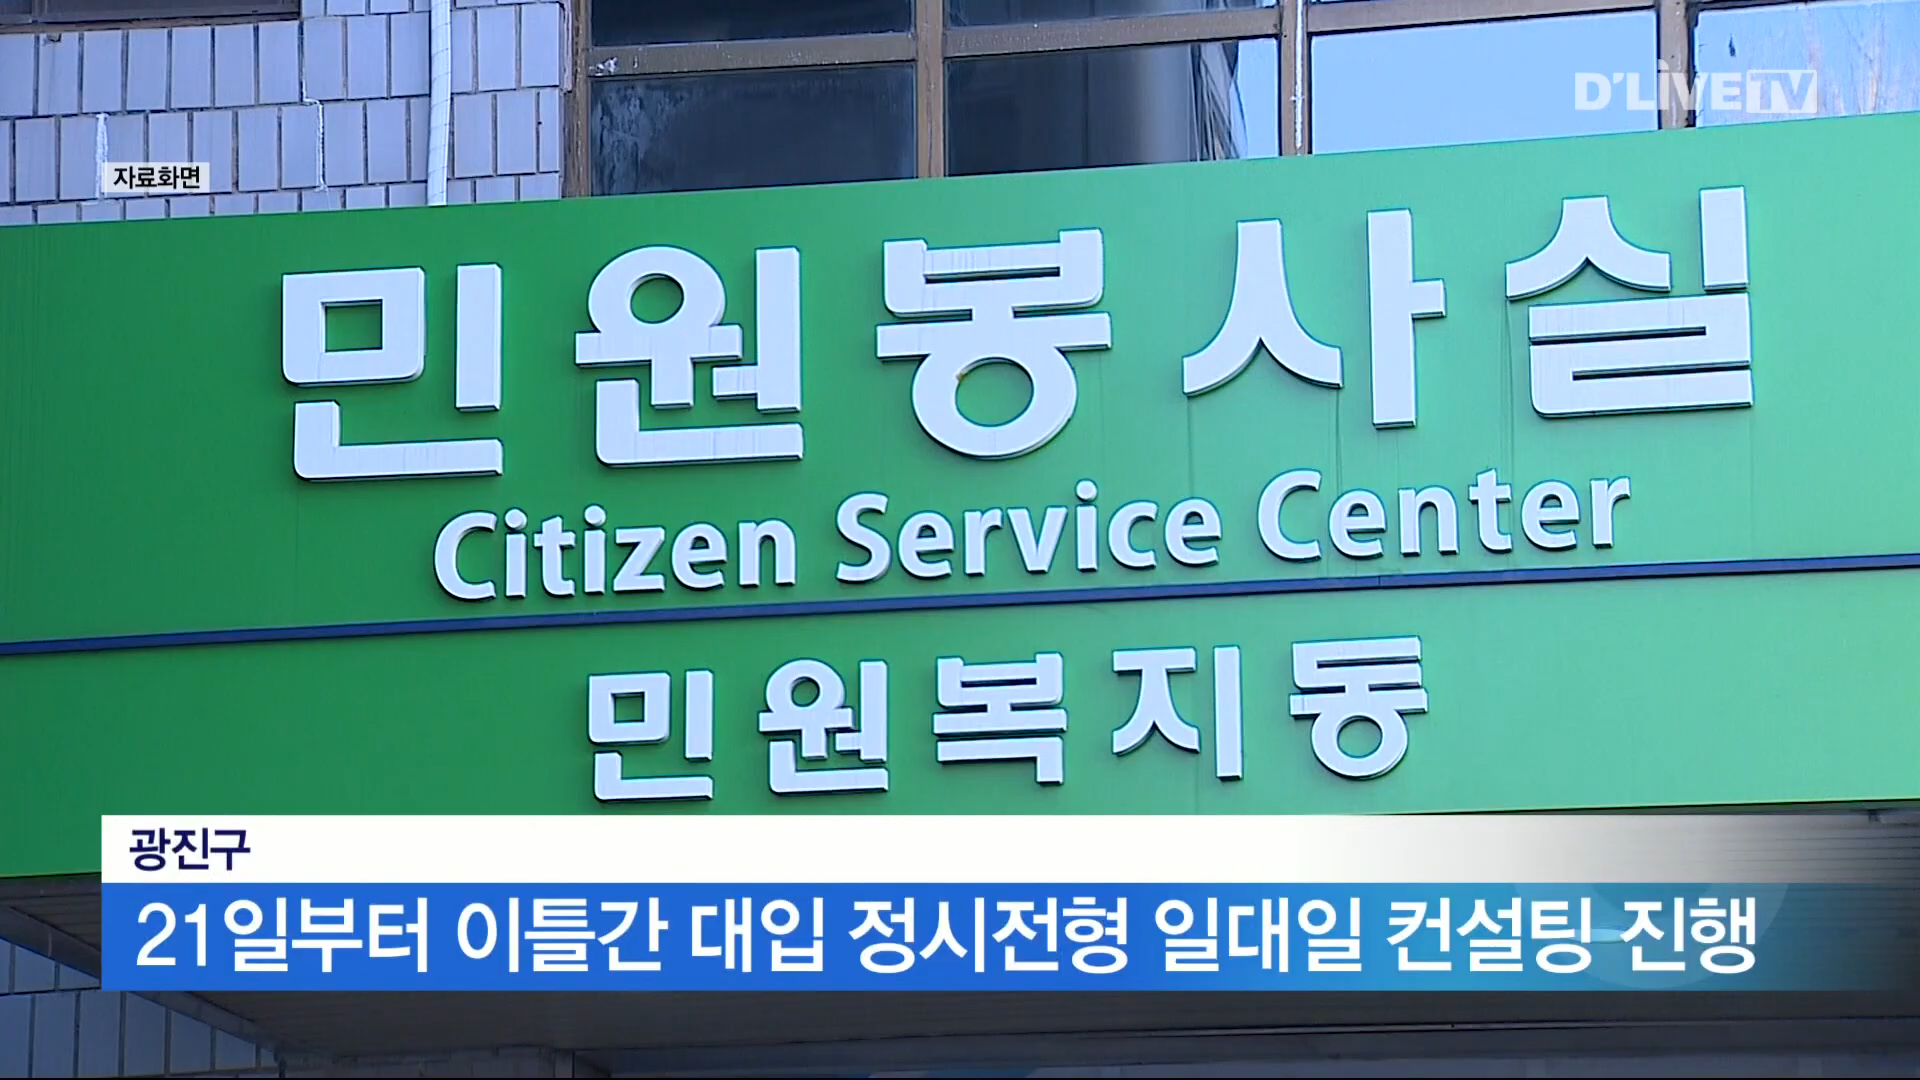 D'LIVE TV
자료화면
민원봉사실
Citizen Service Center
민원복지동
광진구
21일부터 이틀간 대입 정시전형 일대일 컨설팅 진행